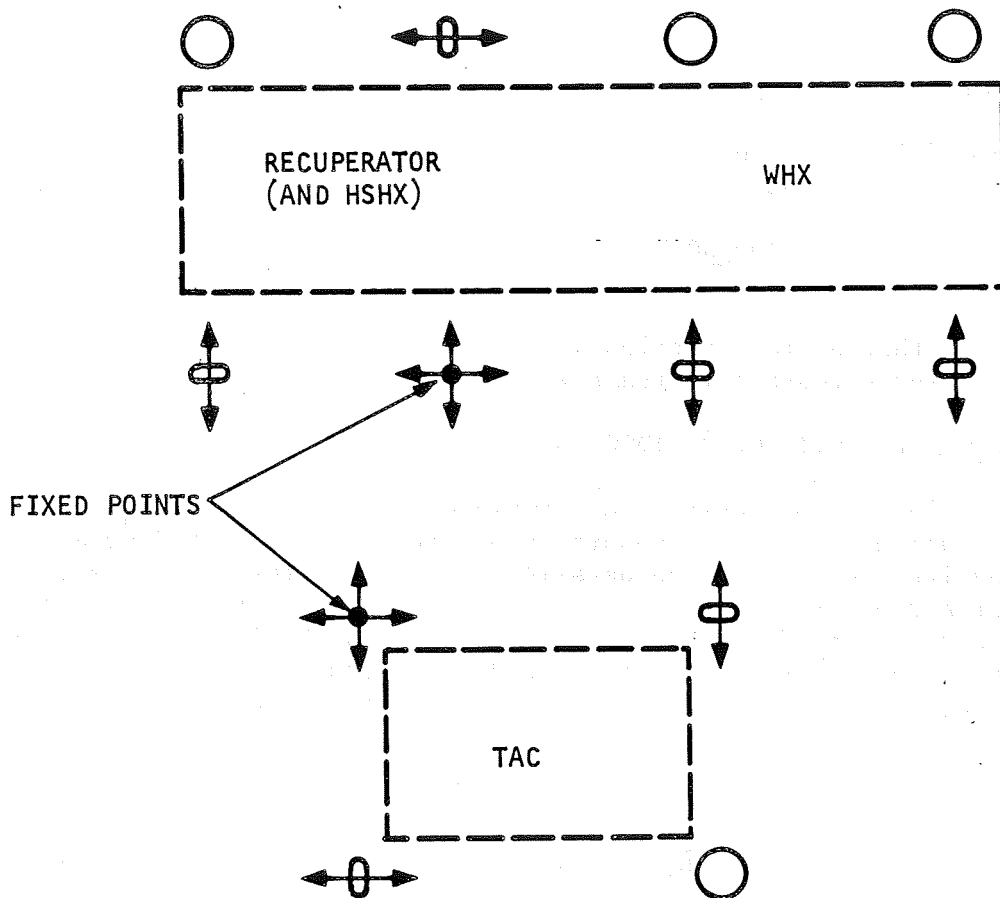 RECUPERATOR
(AND HSHX)
WHX
FIXED POINTS
TAC